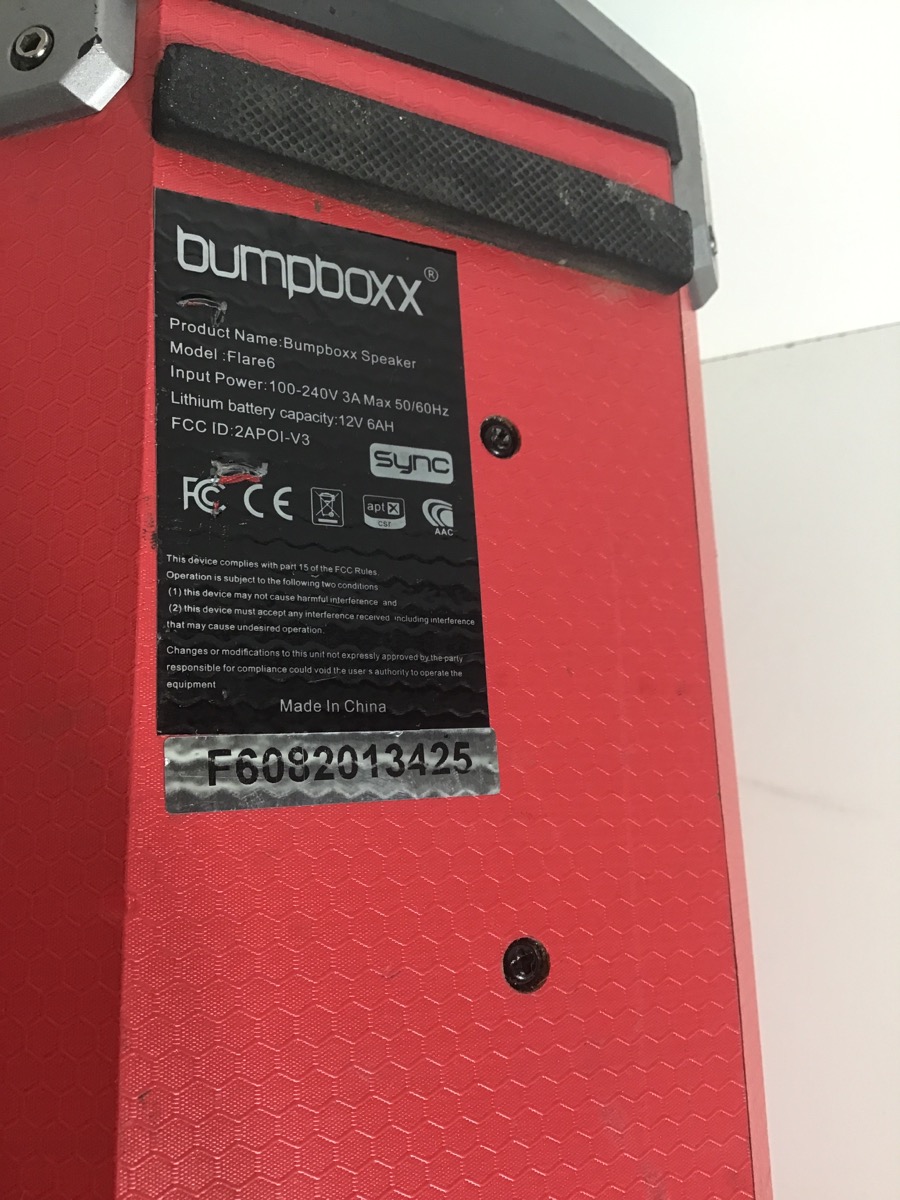 bumpboxx®
Product Name:Bumpboxx Speaker
Model :Flare6
Input Power:100-240V 3A Max 50/60Hz
Lithium battery capacity:12V 6AH
FCC ID:2APOI-V3
sync
FC CE aptX csr AAC
This device complies with part 15 of the FCC Rules.
Operation is subject to the following two conditions
(1) this device may not cause harmful interference and
(2) this device must accept any interference received including interference
that may cause undesired operation.
Changes or modifications to this unit not expressly approved by the party
responsible for compliance could void the user s authority to operate the
equipment
Made In China
F6082013425